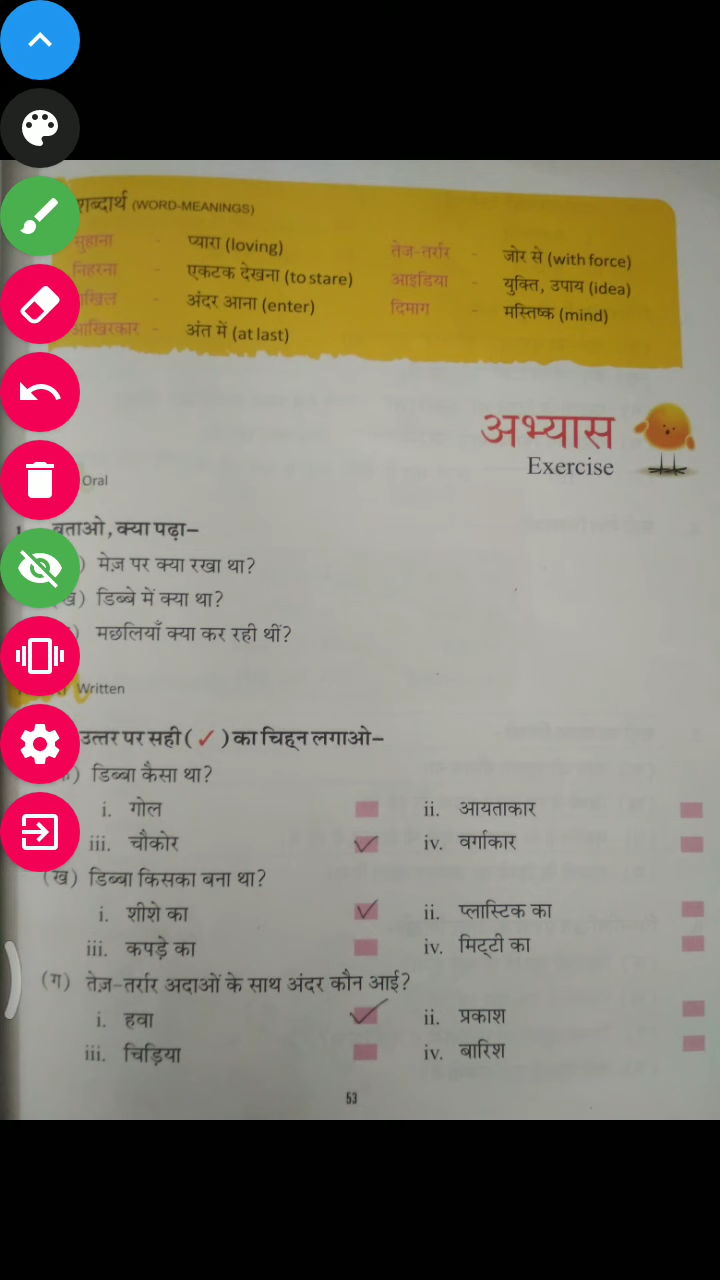 शब्दार्थ (WORD-MEANINGS)
सुहाना - प्यारा (loving) तेज-तर्रार - जोर से (with force)
निहरना - एकटक देखना (to stare) आइडिया - युक्ति, उपाय (idea)
- अंदर आना (enter) दिमाग - मस्तिष्क (mind)
आखिरकार - अंत में (at last)
अभ्यास
Exercise
Oral
बताओ, क्या पढ़ा–
) मेज़ पर क्या रखा था?
ख) डिब्बे में क्या था?
) मछलियाँ क्या कर रही थीं?
Written
उत्तर पर सही ( ✓ ) का चिह्न लगाओ–
) डिब्बा कैसा था?
i. गोल ii. आयताकार
iii. चौकोर ✓ iv. वर्गाकार
(ख) डिब्बा किसका बना था?
i. शीशे का ✓ ii. प्लास्टिक का
iii. कपड़े का iv. मिट्टी का
(ग) तेज़-तर्रार अदाओं के साथ अंदर कौन आई?
i. हवा ✓ ii. प्रकाश
iii. चिड़िया iv. बारिश
53